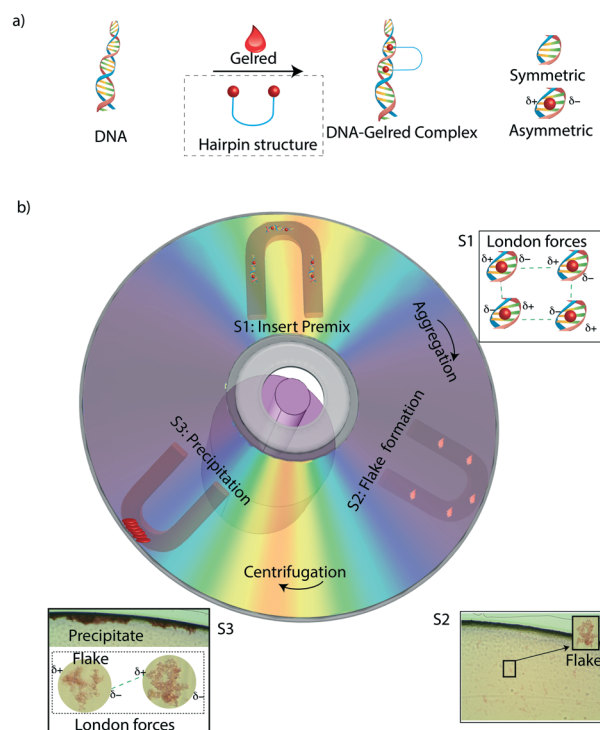 a)
Gelred
DNA
Hairpin structure
DNA-Gelred Complex
Symmetric
δ+ δ−
Asymmetric
b)
S1
London forces
δ+ δ− δ+ δ−
δ− δ+ δ− δ+
S1: Insert Premix
Aggregation
S2: Flake formation
S3: Precipitation
Centrifugation
S3
Precipitate
Flake
δ+ δ− δ+ δ−
London forces
S2
Flake